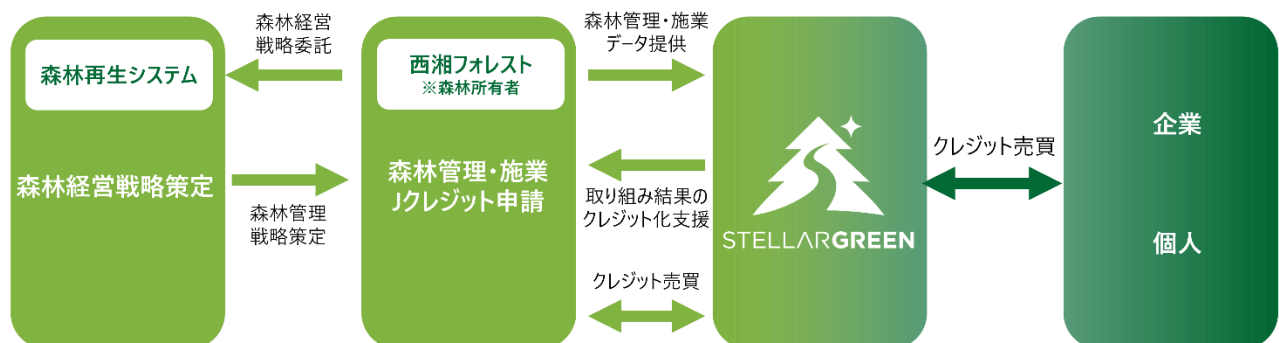 森林再生システム
森林経営戦略策定
森林経営
戦略委託
森林管理
戦略策定
西湘フォレスト
※森林所有者
森林管理・施業
Jクレジット申請
森林管理・施業
データ提供
取り組み結果の
クレジット化支援
クレジット売買
STELLARGREEN
クレジット売買
企業
個人